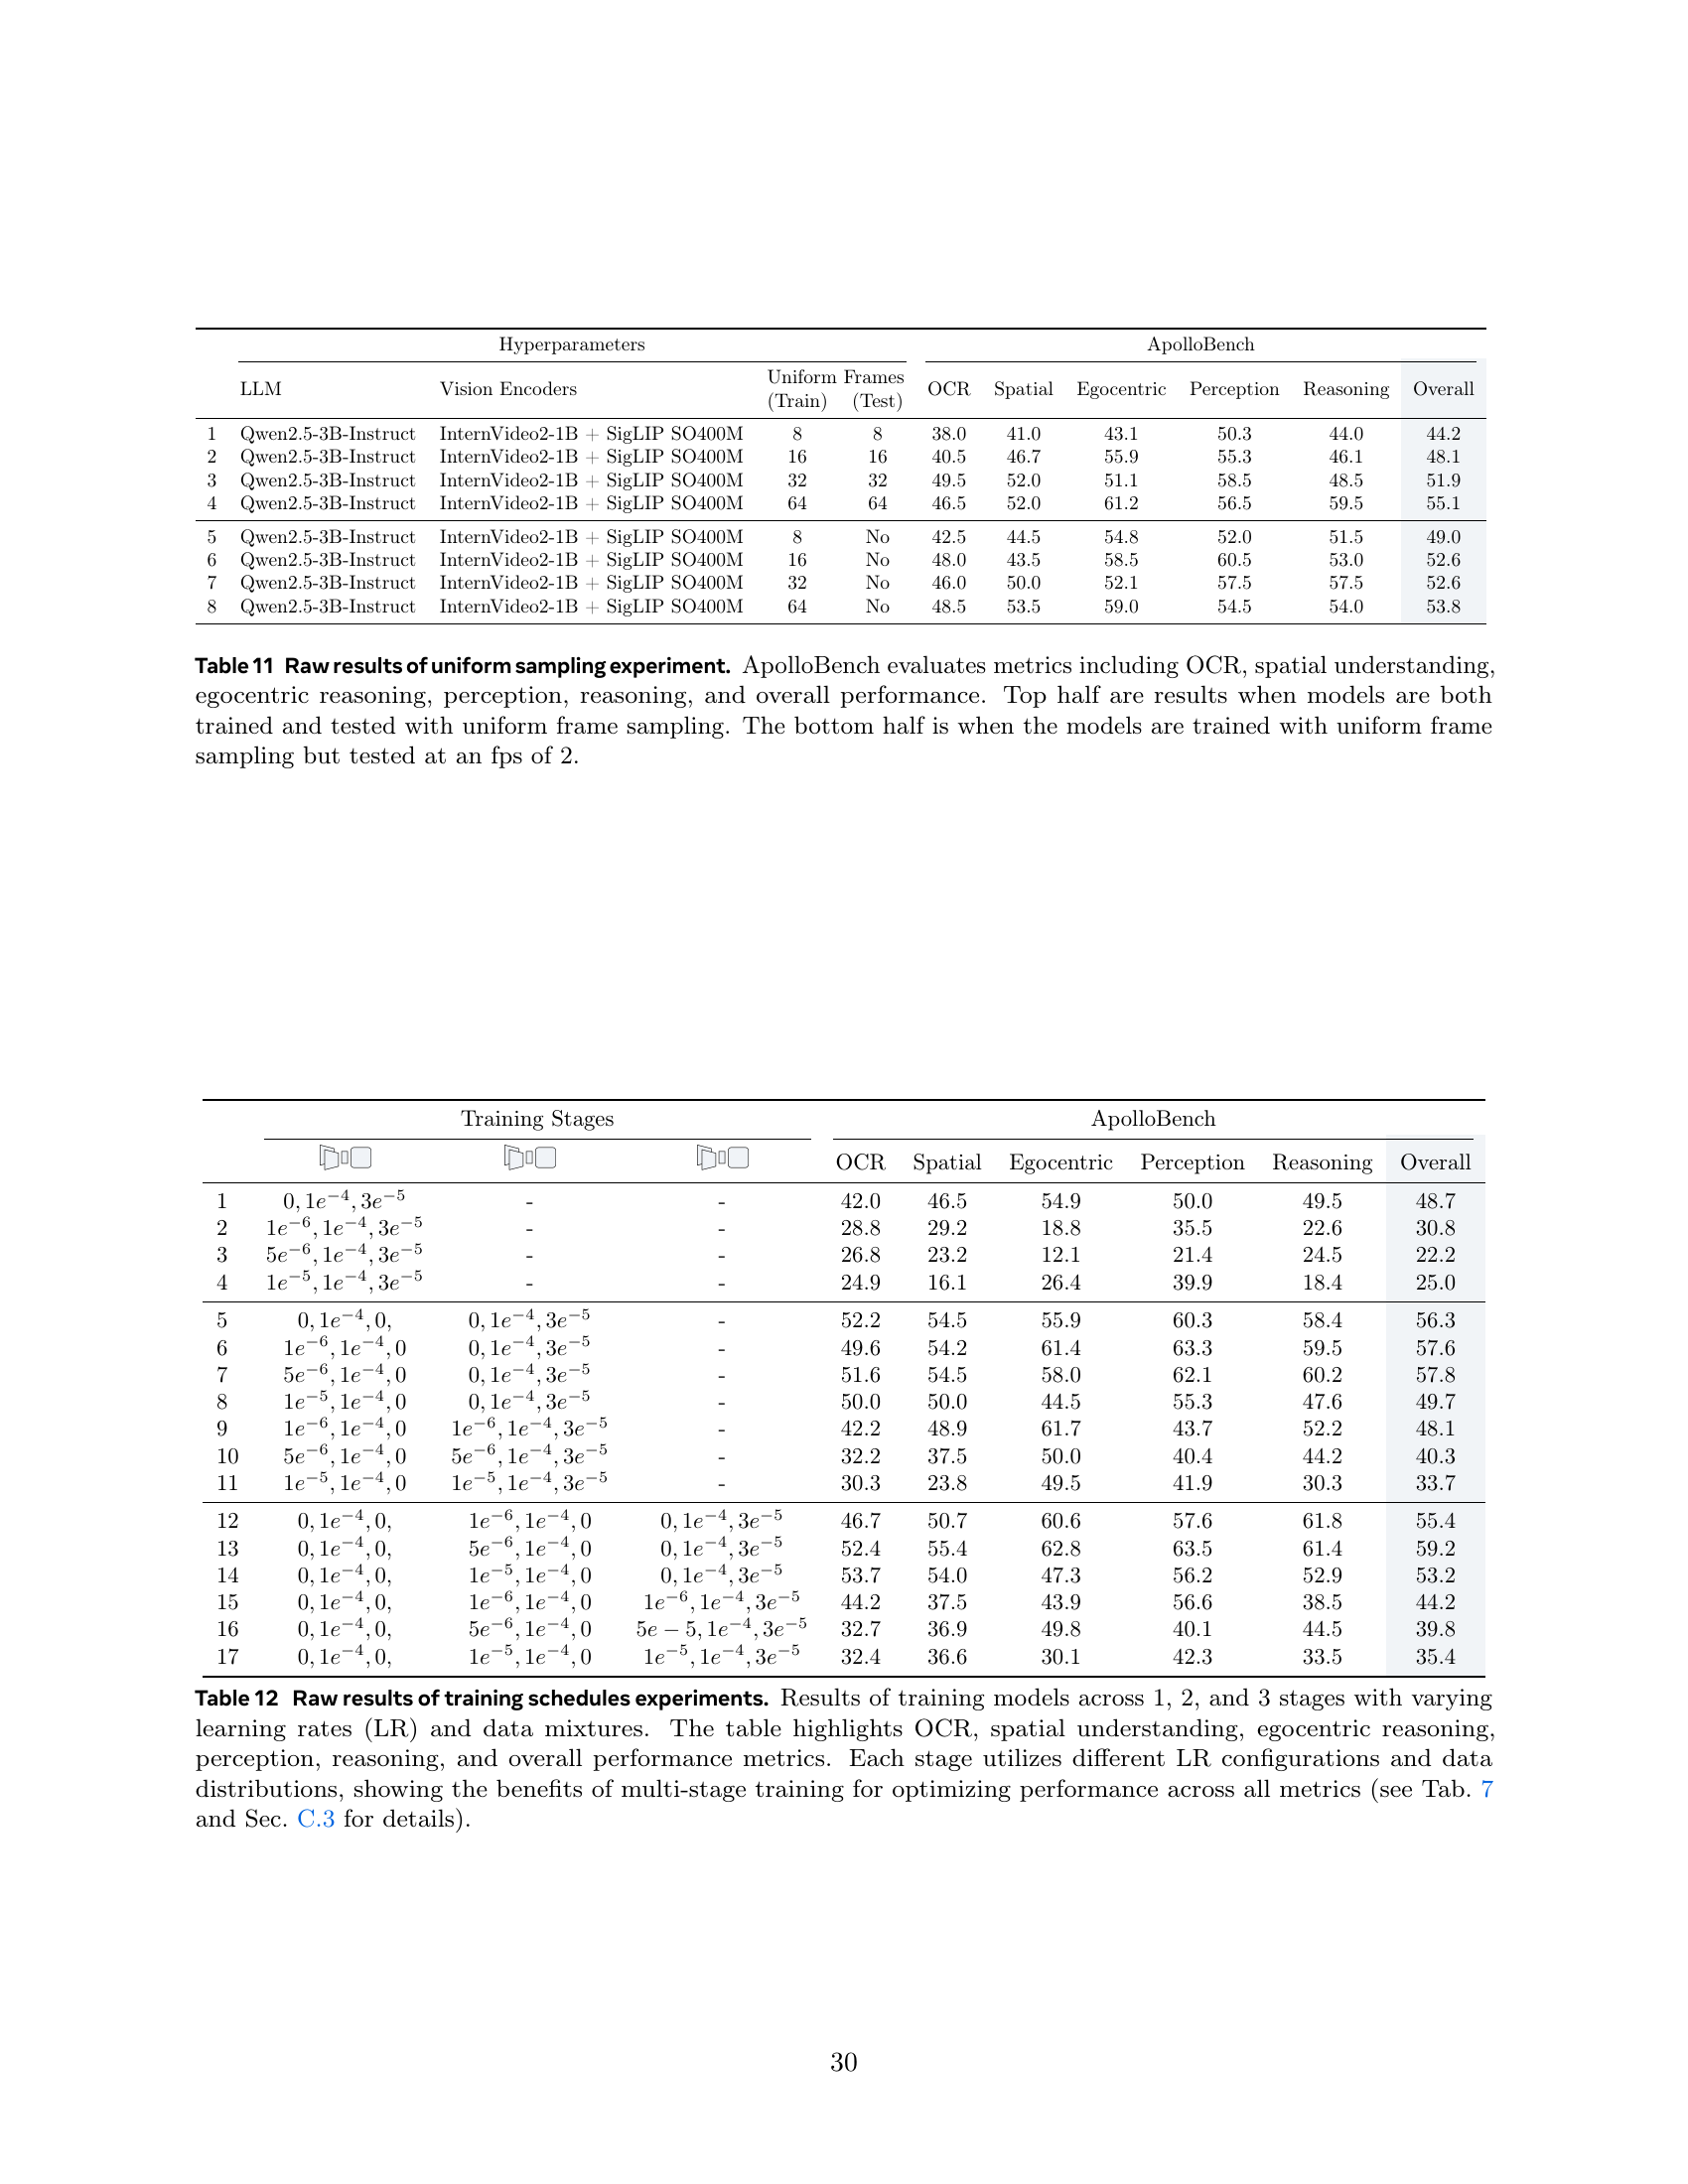 Hyperparameters ApolloBench
LLM Vision Encoders Uniform Frames (Train) (Test) OCR Spatial Egocentric Perception Reasoning Overall
1 Qwen2.5-3B-Instruct InternVideo2-1B + SigLIP SO400M 8 8 38.0 41.0 43.1 50.3 44.0 44.2
2 Qwen2.5-3B-Instruct InternVideo2-1B + SigLIP SO400M 16 16 40.5 46.7 55.9 55.3 46.1 48.1
3 Qwen2.5-3B-Instruct InternVideo2-1B + SigLIP SO400M 32 32 49.5 52.0 51.1 58.5 48.5 51.9
4 Qwen2.5-3B-Instruct InternVideo2-1B + SigLIP SO400M 64 64 46.5 52.0 61.2 56.5 59.5 55.1
5 Qwen2.5-3B-Instruct InternVideo2-1B + SigLIP SO400M 8 No 42.5 44.5 54.8 52.0 51.5 49.0
6 Qwen2.5-3B-Instruct InternVideo2-1B + SigLIP SO400M 16 No 48.0 43.5 58.5 60.5 53.0 52.6
7 Qwen2.5-3B-Instruct InternVideo2-1B + SigLIP SO400M 32 No 46.0 50.0 52.1 57.5 57.5 52.6
8 Qwen2.5-3B-Instruct InternVideo2-1B + SigLIP SO400M 64 No 48.5 53.5 59.0 54.5 54.0 53.8
Table 11 Raw results of uniform sampling experiment. ApolloBench evaluates metrics including OCR, spatial understanding,
egocentric reasoning, perception, reasoning, and overall performance. Top half are results when models are both
trained and tested with uniform frame sampling. The bottom half is when the models are trained with uniform frame
sampling but tested at an fps of 2.
Training Stages ApolloBench
OCR Spatial Egocentric Perception Reasoning Overall
1 0, 1e⁻⁴, 3e⁻⁵ - - 42.0 46.5 54.9 50.0 49.5 48.7
2 1e⁻⁶, 1e⁻⁴, 3e⁻⁵ - - 28.8 29.2 18.8 35.5 22.6 30.8
3 5e⁻⁶, 1e⁻⁴, 3e⁻⁵ - - 26.8 23.2 12.1 21.4 24.5 22.2
4 1e⁻⁵, 1e⁻⁴, 3e⁻⁵ - - 24.9 16.1 26.4 39.9 18.4 25.0
5 0, 1e⁻⁴, 0, 0, 1e⁻⁴, 3e⁻⁵ - 52.2 54.5 55.9 60.3 58.4 56.3
6 1e⁻⁶, 1e⁻⁴, 0 0, 1e⁻⁴, 3e⁻⁵ - 49.6 54.2 61.4 63.3 59.5 57.6
7 5e⁻⁶, 1e⁻⁴, 0 0, 1e⁻⁴, 3e⁻⁵ - 51.6 54.5 58.0 62.1 60.2 57.8
8 1e⁻⁵, 1e⁻⁴, 0 0, 1e⁻⁴, 3e⁻⁵ - 50.0 50.0 44.5 55.3 47.6 49.7
9 1e⁻⁶, 1e⁻⁴, 0 1e⁻⁶, 1e⁻⁴, 3e⁻⁵ - 42.2 48.9 61.7 43.7 52.2 48.1
10 5e⁻⁶, 1e⁻⁴, 0 5e⁻⁶, 1e⁻⁴, 3e⁻⁵ - 32.2 37.5 50.0 40.4 44.2 40.3
11 1e⁻⁵, 1e⁻⁴, 0 1e⁻⁵, 1e⁻⁴, 3e⁻⁵ - 30.3 23.8 49.5 41.9 30.3 33.7
12 0, 1e⁻⁴, 0, 1e⁻⁶, 1e⁻⁴, 0 0, 1e⁻⁴, 3e⁻⁵ 46.7 50.7 60.6 57.6 61.8 55.4
13 0, 1e⁻⁴, 0, 5e⁻⁶, 1e⁻⁴, 0 0, 1e⁻⁴, 3e⁻⁵ 52.4 55.4 62.8 63.5 61.4 59.2
14 0, 1e⁻⁴, 0, 1e⁻⁵, 1e⁻⁴, 0 0, 1e⁻⁴, 3e⁻⁵ 53.7 54.0 47.3 56.2 52.9 53.2
15 0, 1e⁻⁴, 0, 1e⁻⁶, 1e⁻⁴, 0 1e⁻⁶, 1e⁻⁴, 3e⁻⁵ 44.2 37.5 43.9 56.6 38.5 44.2
16 0, 1e⁻⁴, 0, 5e⁻⁶, 1e⁻⁴, 0 5e − 5, 1e⁻⁴, 3e⁻⁵ 32.7 36.9 49.8 40.1 44.5 39.8
17 0, 1e⁻⁴, 0, 1e⁻⁵, 1e⁻⁴, 0 1e⁻⁵, 1e⁻⁴, 3e⁻⁵ 32.4 36.6 30.1 42.3 33.5 35.4
Table 12 Raw results of training schedules experiments. Results of training models across 1, 2, and 3 stages with varying
learning rates (LR) and data mixtures. The table highlights OCR, spatial understanding, egocentric reasoning,
perception, reasoning, and overall performance metrics. Each stage utilizes different LR configurations and data
distributions, showing the benefits of multi-stage training for optimizing performance across all metrics (see Tab. 7
and Sec. C.3 for details).
30